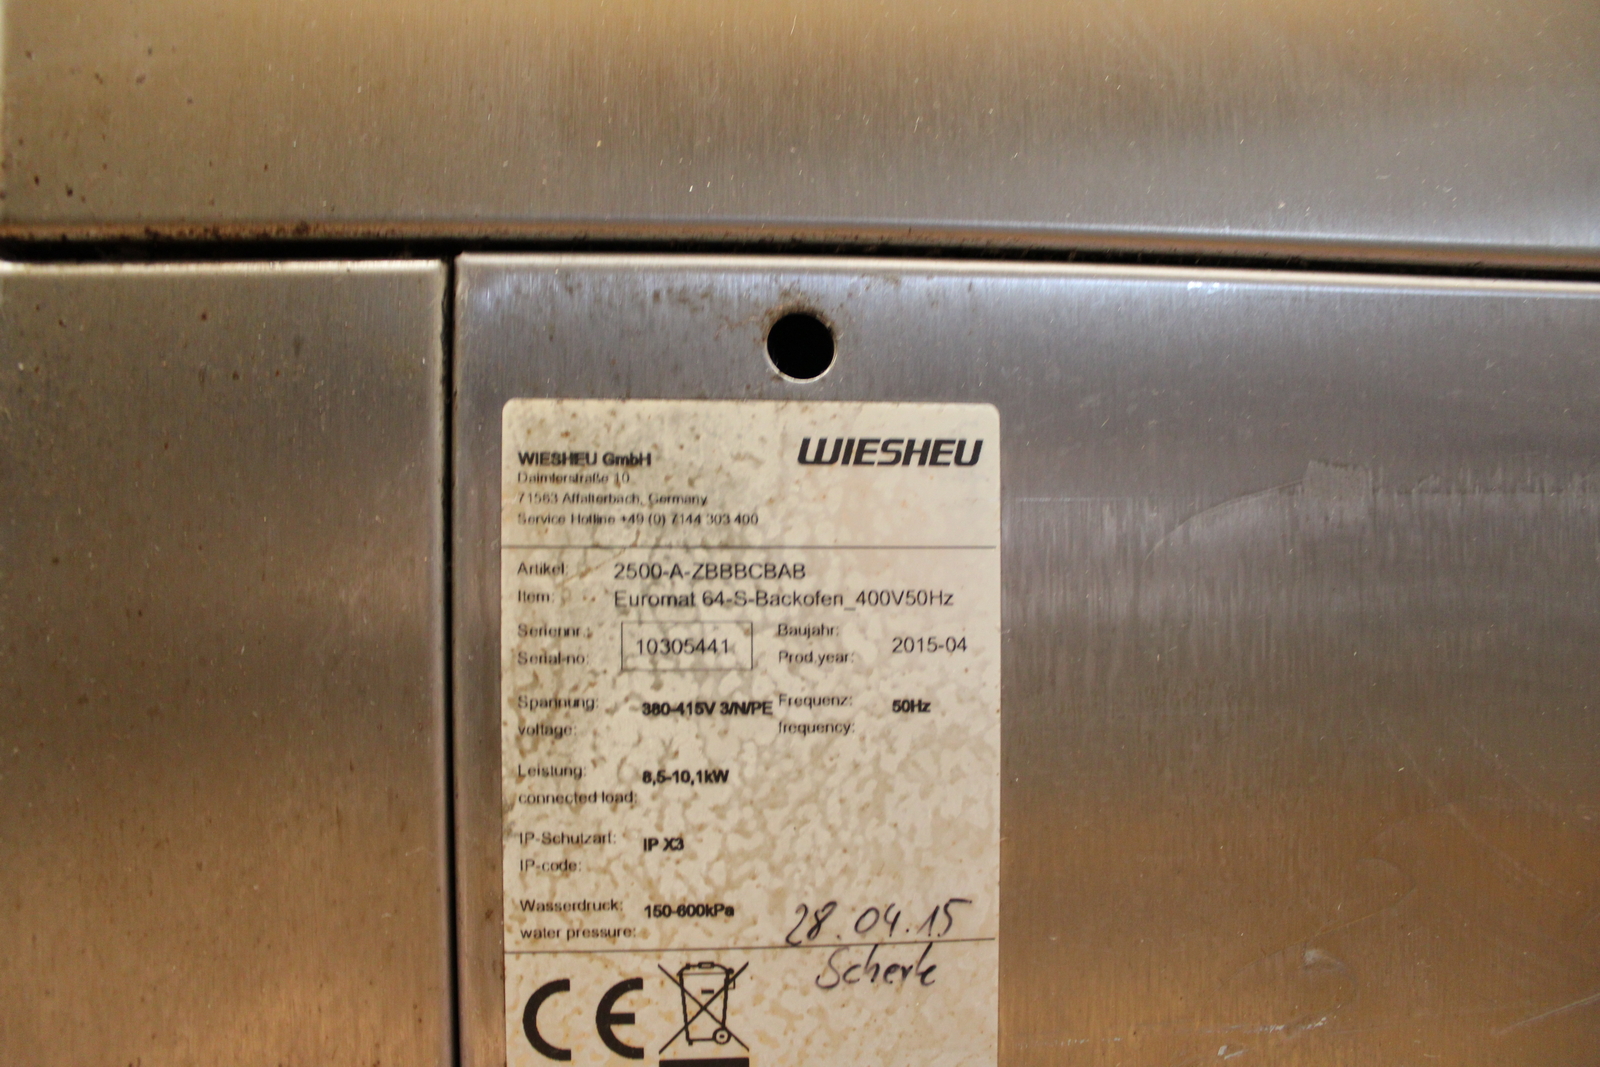 WIESHEU
WIESHEU GmbH
Daimlerstraße 10
71563 Affalterbach, Germany
Service Hotline +49 (0) 7144 303 400
Artikel: 2500-A-ZBBBCBAB
Item: Euromat 64-S-Backofen_400V50Hz
Seriennr.: Baujahr:
10305441 2015-04
Serial-no: Prod.year:
Spannung: 380-415V 3/N/PE Frequenz: 50Hz
voltage: frequency:
Leistung: 8,5-10,1kW
connected load:
IP-Schutzart: IP X3
IP-code:
Wasserdruck: 150-600kPa
water pressure:
28.04.15
CE